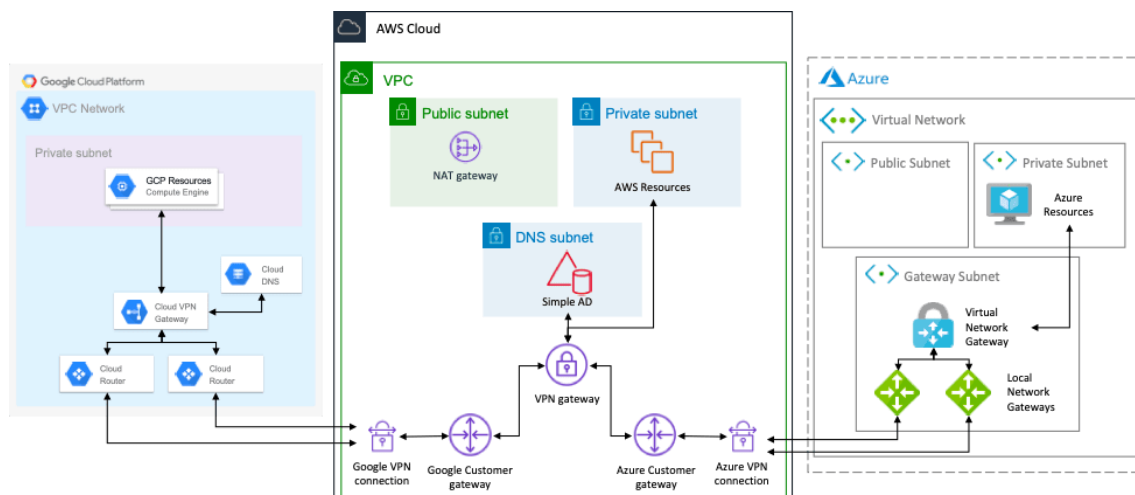 AWS Cloud
Google Cloud Platform
VPC Network
Private subnet
GCP Resources
Compute Engine
Cloud
DNS
Cloud VPN
Gateway
Cloud
Router
Cloud
Router
VPC
Public subnet
NAT gateway
Private subnet
AWS Resources
DNS subnet
Simple AD
VPN gateway
Google VPN
connection
Google Customer
gateway
Azure Customer
gateway
Azure VPN
connection
Azure
Virtual Network
Public Subnet
Private Subnet
Azure
Resources
Gateway Subnet
Virtual
Network
Gateway
Local
Network
Gateways